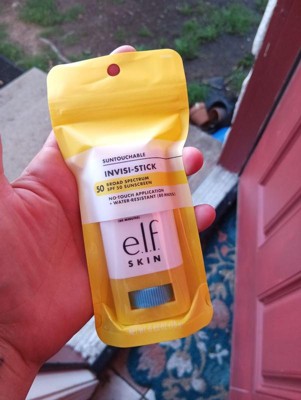 SUNTOUCHABLE
INVISI-STICK
50 BROAD SPECTRUM
SPF 50 SUNSCREEN
NO-TOUCH APPLICATION
+ WATER-RESISTANT (80 MINS)
e.l.f.
SKIN